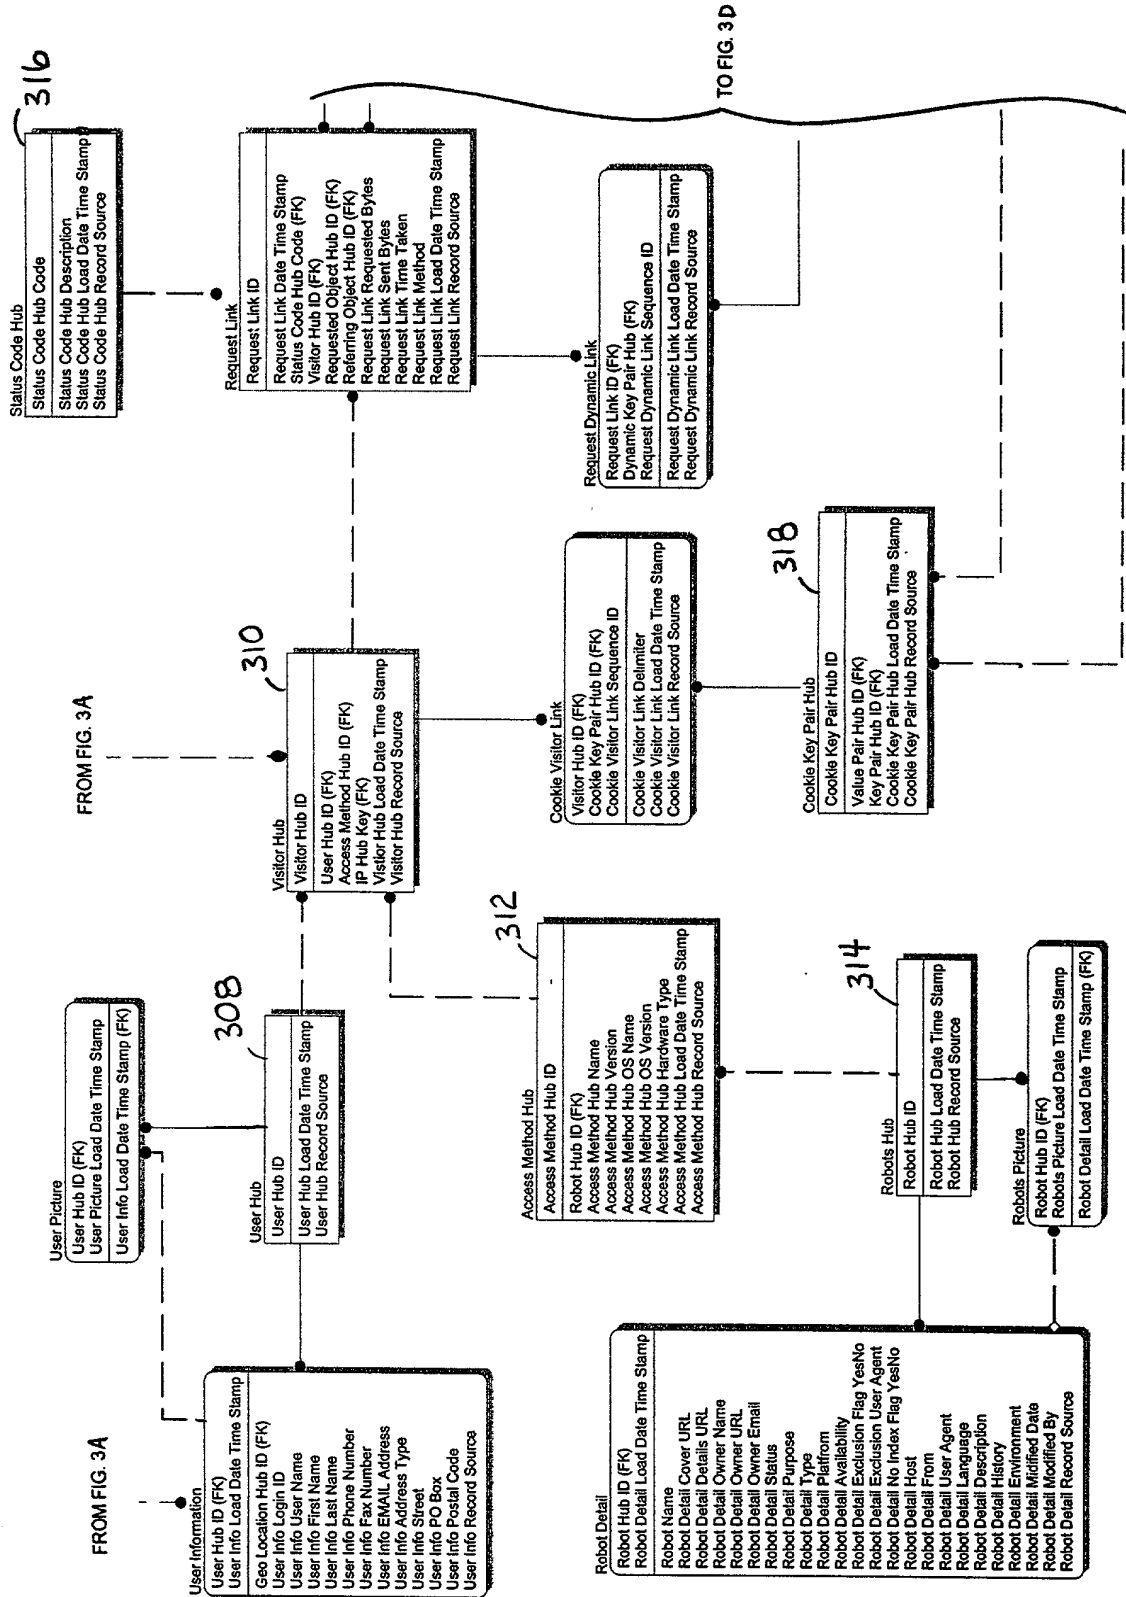 FROM FIG. 3A
User Information
User Hub ID (FK)
User Info Load Date Time Stamp
Geo Location Hub ID (FK)
User Info Login ID
User Info User Name
User Info First Name
User Info Last Name
User Info Phone Number
User Info Fax Number
User Info EMAIL Address
User Info Address Type
User Info Street
User Info PO Box
User Info Postal Code
User Info Record Source
User Picture
User Hub ID (FK)
User Picture Load Date Time Stamp
User Info Load Date Time Stamp (FK)
308
User Hub
User Hub ID
User Hub Load Date Time Stamp
User Hub Record Source
FROM FIG. 3A
310
Visitor Hub
Visitor Hub ID
User Hub ID (FK)
Access Method Hub ID (FK)
IP Hub Key (FK)
Vistior Hub Load Date Time Stamp
Visitor Hub Record Source
316
Status Code Hub
Status Code Hub Code
Status Code Hub Description
Status Code Hub Load Date Time Stamp
Status Code Hub Record Source
Request Link
Request Link ID
Request Link Date Time Stamp
Status Code Hub Code (FK)
Visitor Hub ID (FK)
Requested Object Hub ID (FK)
Referring Object Hub ID (FK)
Request Link Requested Bytes
Request Link Sent Bytes
Request Link Time Taken
Request Link Method
Request Link Load Date Time Stamp
Request Link Record Source
Robot Detail
Robot Hub ID (FK)
Robot Detail Load Date Time Stamp
Robot Name
Robot Detail Cover URL
Robot Detail Details URL
Robot Detail Owner Name
Robot Detail Owner URL
Robot Detail Owner Email
Robot Detail Status
Robot Detail Purpose
Robot Detail Type
Robot Detail Platfrom
Robot Detail Availability
Robot Detail Exclusion Flag YesNo
Robot Detail Exclusion User Agent
Robot Detail No Index Flag YesNo
Robot Detail Host
Robot Detail From
Robot Detail User Agent
Robot Detail Language
Robot Detail Description
Robot Detail History
Robot Detail Environment
Robot Detail Midified Date
Robot Detail Modified By
Robot Detail Record Source
312
Access Method Hub
Access Method Hub ID
Robot Hub ID (FK)
Access Method Hub Name
Access Method Hub Version
Access Method Hub OS Name
Access Method Hub OS Version
Access Method Hub Hardware Type
Access Method Hub Load Date Time Stamp
Access Method Hub Record Source
314
Robots Hub
Robot Hub ID
Robot Hub Load Date Time Stamp
Robot Hub Record Source
Robots Picture
Robot Hub ID (FK)
Robots Picture Load Date Time Stamp
Robot Detail Load Date Time Stamp (FK)
Cookie Visitor Link
Visitor Hub ID (FK)
Cookie Key Pair Hub ID (FK)
Cookie Visitor Link Sequence ID
Cookie Visitor Link Delimiter
Cookie Visitor Link Load Date Time Stamp
Cookie Visitor Link Record Source
318
Cookie Key Pair Hub
Cookie Key Pair Hub ID
Value Pair Hub ID (FK)
Key Pair Hub ID (FK)
Cookie Key Pair Hub Load Date Time Stamp
Cookie Key Pair Hub Record Source
Request Dynamic Link
Request Link ID (FK)
Dynamic Key Pair Hub (FK)
Request Dynamic Link Sequence ID
Request Dynamic Link Load Date Time Stamp
Request Dynamic Link Record Source
TO FIG. 3D